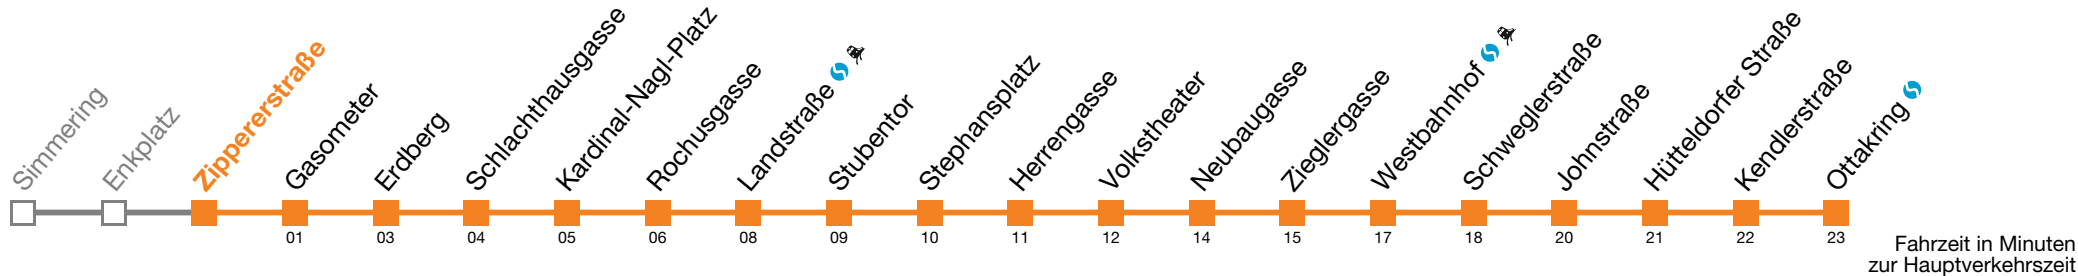 Simmering
Enkplatz
Zippererstraße
Gasometer
Erdberg
Schlachthausgasse
Kardinal-Nagl-Platz
Rochusgasse
Landstraße
Stubentor
Stephansplatz
Herrengasse
Volkstheater
Neubaugasse
Zieglergasse
Westbahnhof
Schweglerstraße
Johnstraße
Hütteldorfer Straße
Kendlerstraße
Ottakring
01 03 04 05 06 08 09 10 11 12 14 15 17 18 20 21 22 23
Fahrzeit in Minuten
zur Hauptverkehrszeit